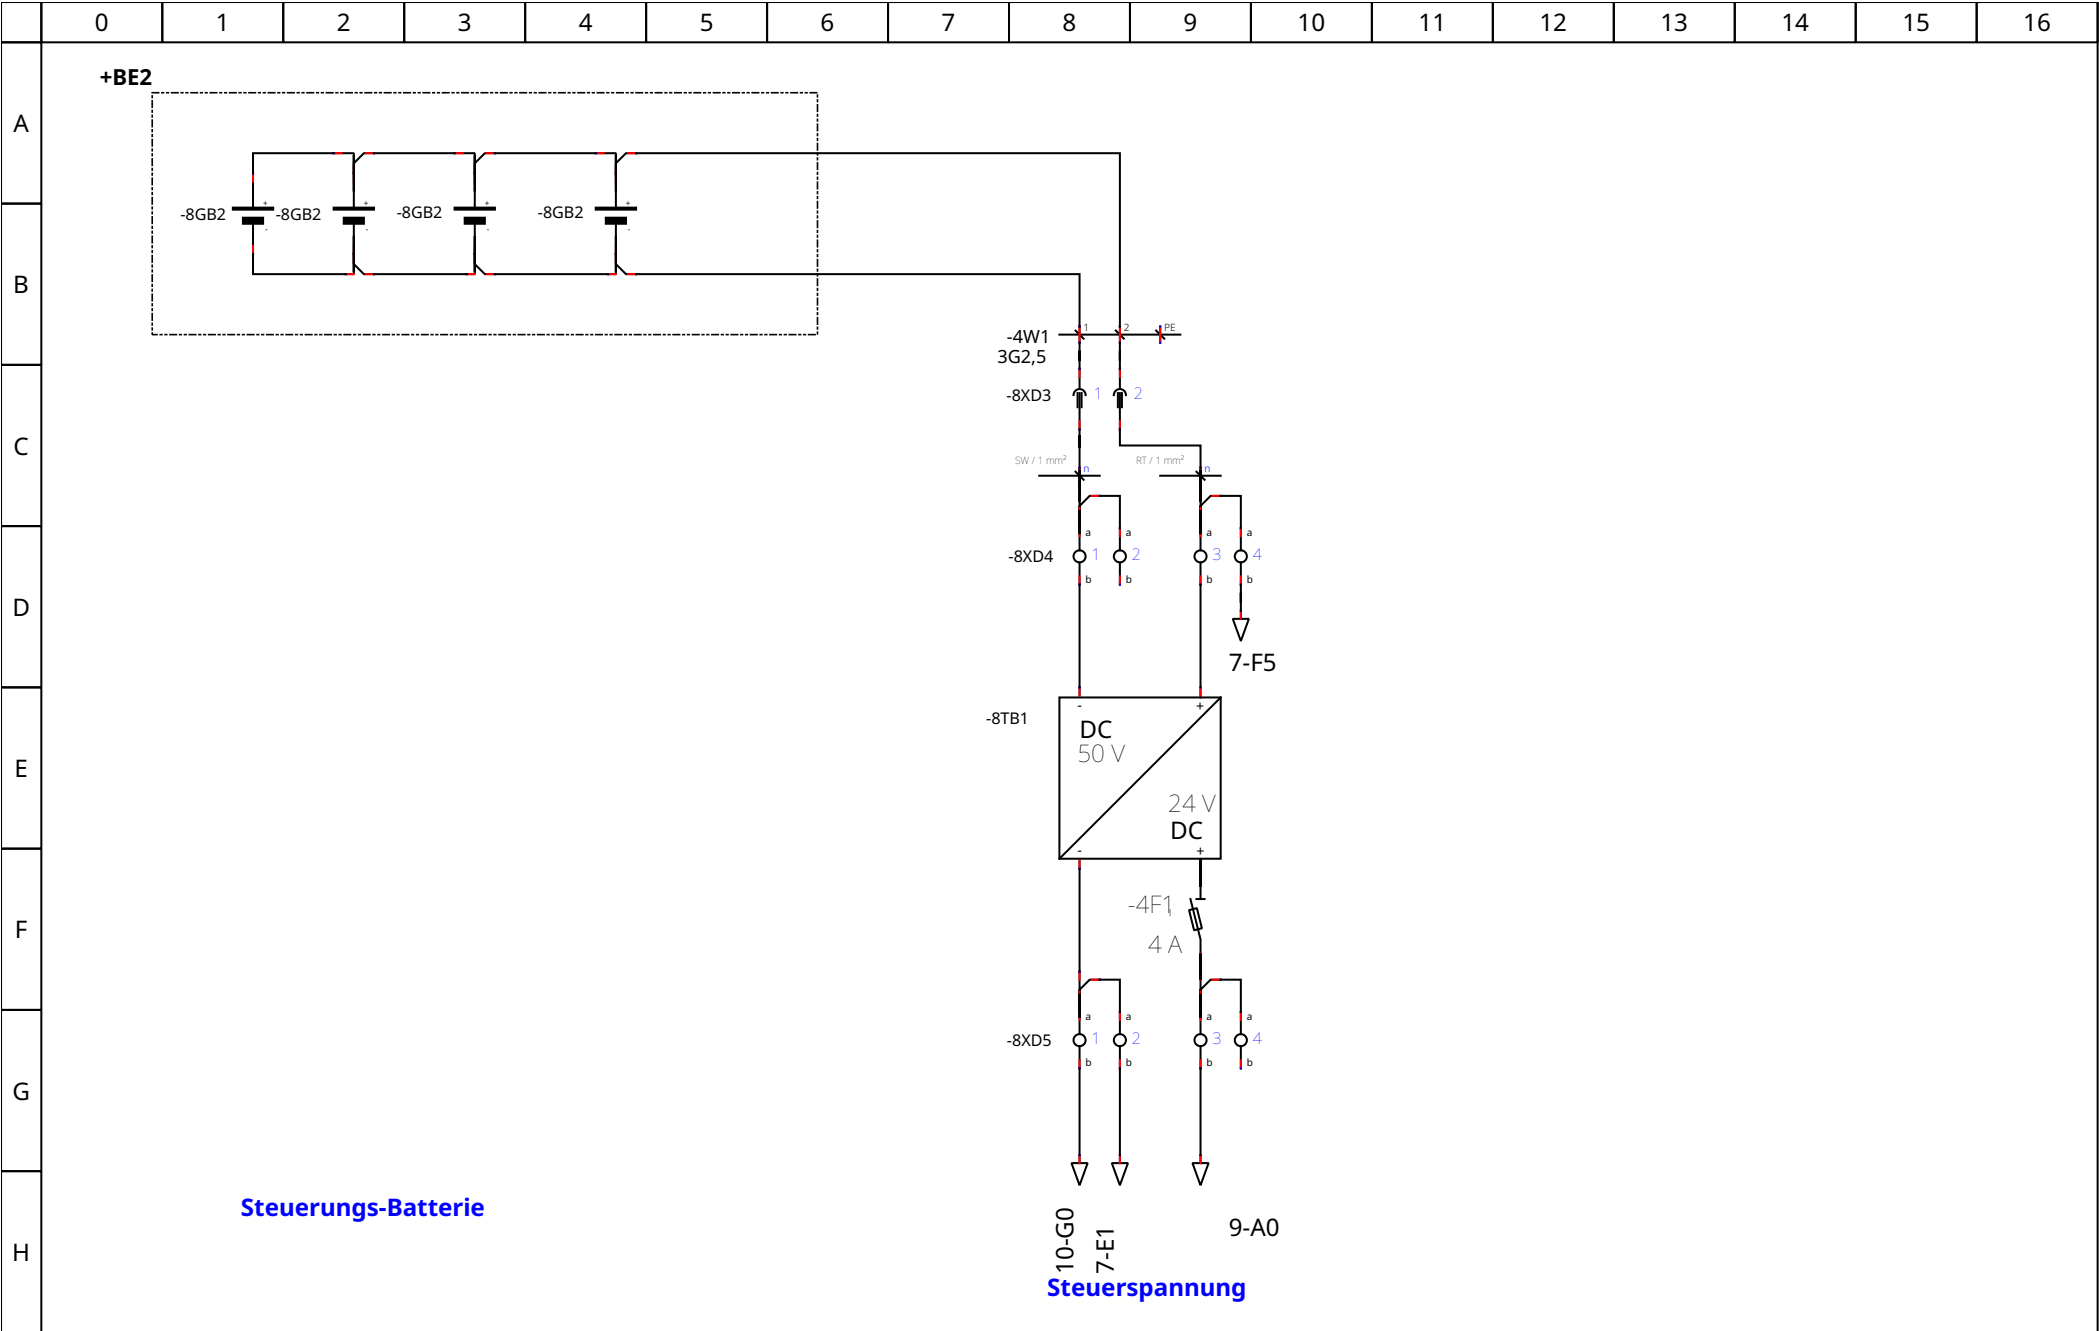 0 1 2 3 4 5 6 7 8 9 10 11 12 13 14 15 16
+BE2
A
+ + + +
-8GB2 -8GB2 -8GB2 -8GB2
- - - -
B
1 2 PE
-4W1
3G2,5
-8XD3 1 2
C
SW / 1 mm² n RT / 1 mm² n
a a a a
-8XD4 1 2 3 4
b b b b
D
7-F5
- +
-8TB1
DC
50 V
E
24 V
DC
- +
-4F1
F
4 A
a a a a
-8XD5 1 2 3 4
b b b b
G
Steuerungs-Batterie
10-G0
7-E1
9-A0
H
Steuerspannung